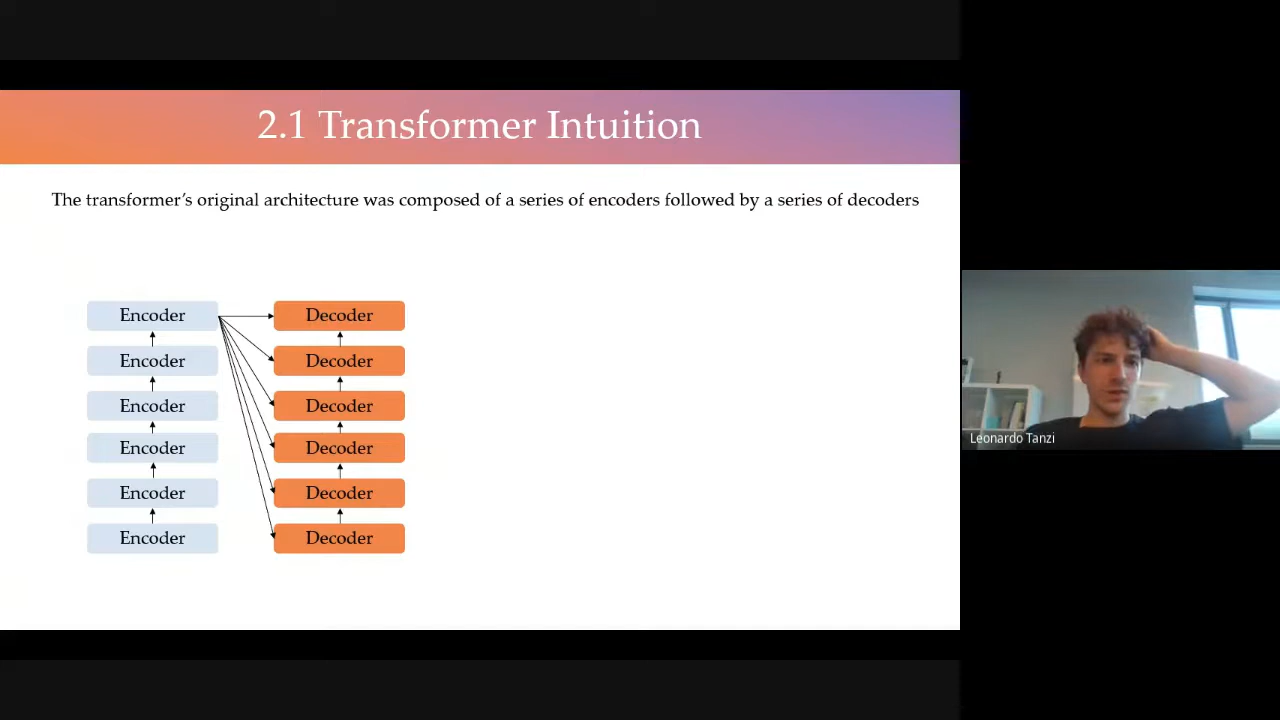 2.1 Transformer Intuition
The transformer’s original architecture was composed of a series of encoders followed by a series of decoders
Encoder Decoder
Encoder Decoder
Encoder Decoder
Encoder Decoder
Encoder Decoder
Encoder Decoder
Leonardo Tanzi